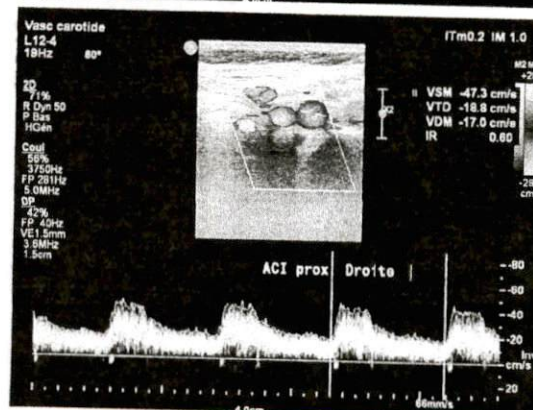 Vasc carotide
L12-4
19Hz
60°
ITm0.2 IM 1.0
2D
71%
R Dyn 50
P Bas
HGén
Coul
56%
3750Hz
FP 281Hz
5.0MHz
DP
42%
FP 40Hz
VE1.5mm
3.6MHz
1.5cm
VSM -47.3 cm/s
VTD -18.8 cm/s
VDM -17.0 cm/s
IR 0.60
ACI prox Droite
-80
-60
-40
-20
Inv
cm/s
20
66mm/s